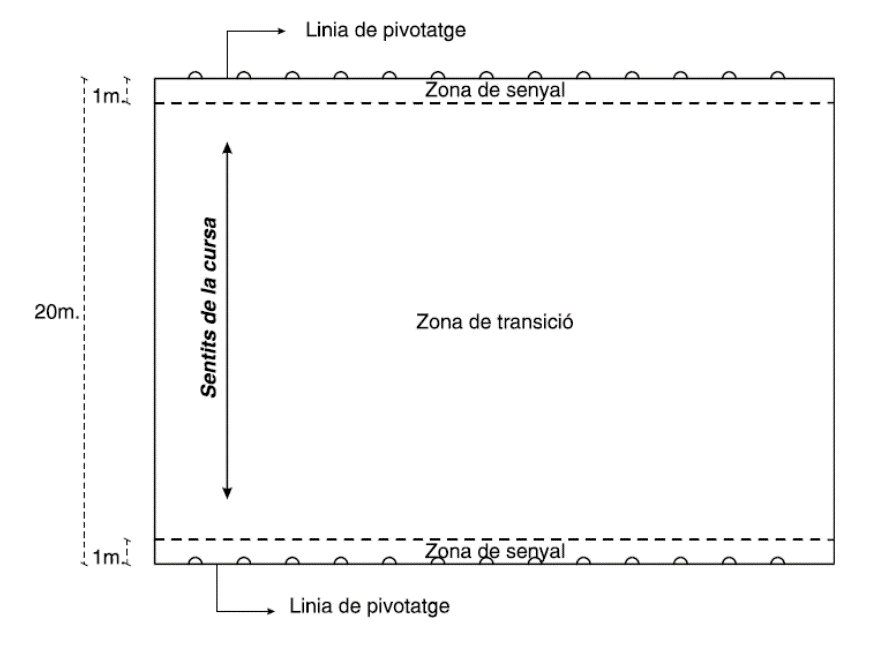 Linia de pivotatge
1m.
Zona de senyal
Sentits de la cursa
20m.
Zona de transició
1m.
Zona de senyal
Linia de pivotatge